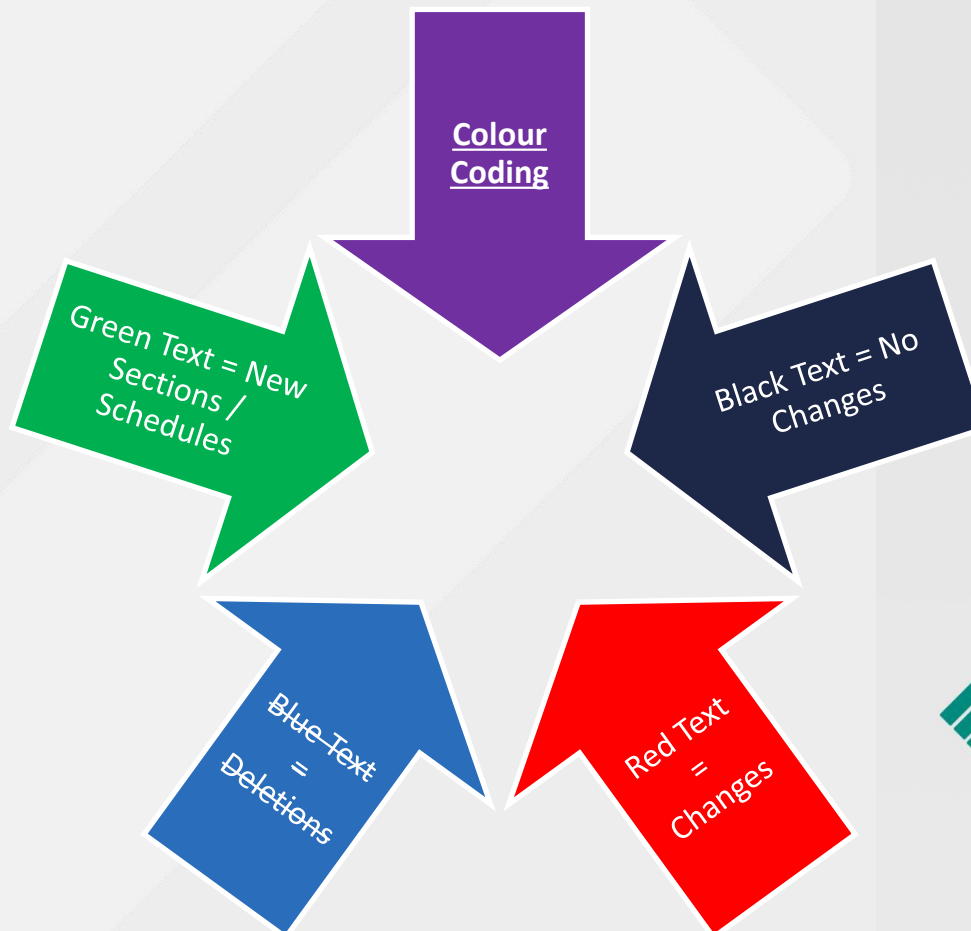 Colour
Coding
Green Text = New
Sections /
Schedules
Black Text = No
Changes
Blue Text
=
Deletions
Red Text
=
Changes